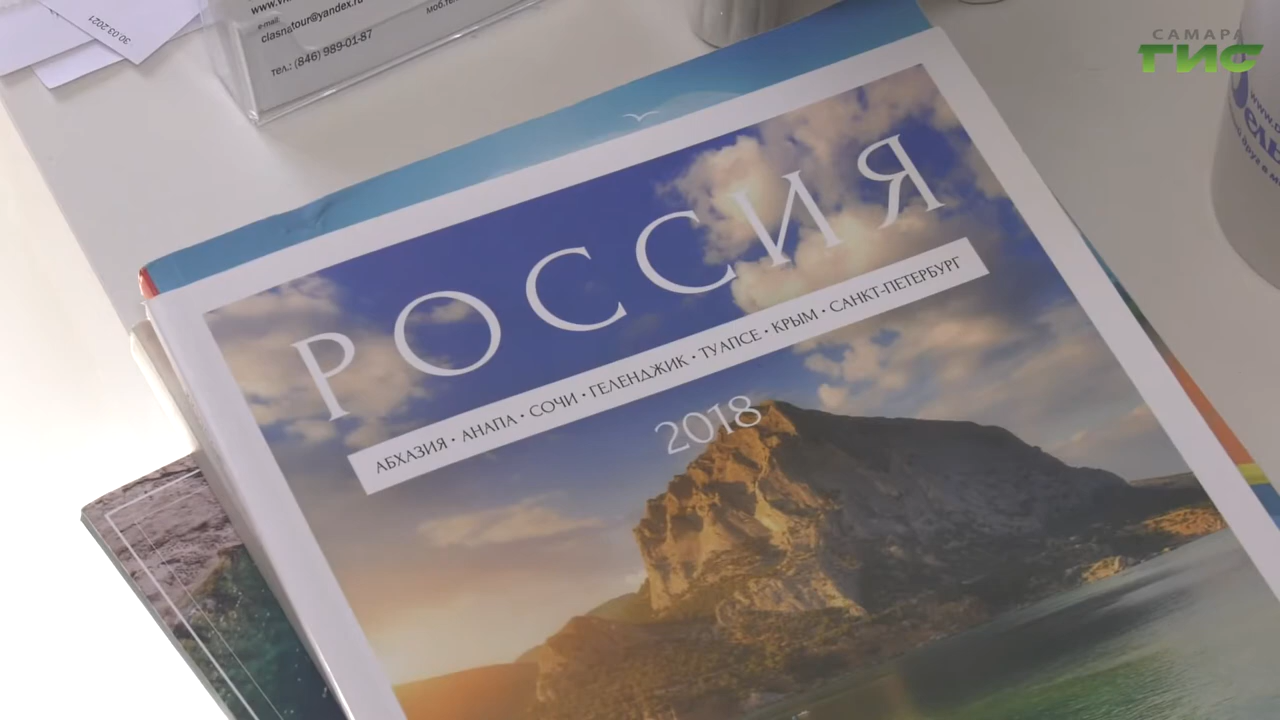 30.03.2021
e-mail:
clasnatour@yandex.ru
тел.: (846) 989-01-87
САМАРА
ГИС
РОССИЯ
АБХАЗИЯ • АНАПА • СОЧИ • ГЕЛЕНДЖИК • ТУАПСЕ • КРЫМ • САНКТ-ПЕТЕРБУРГ
2018